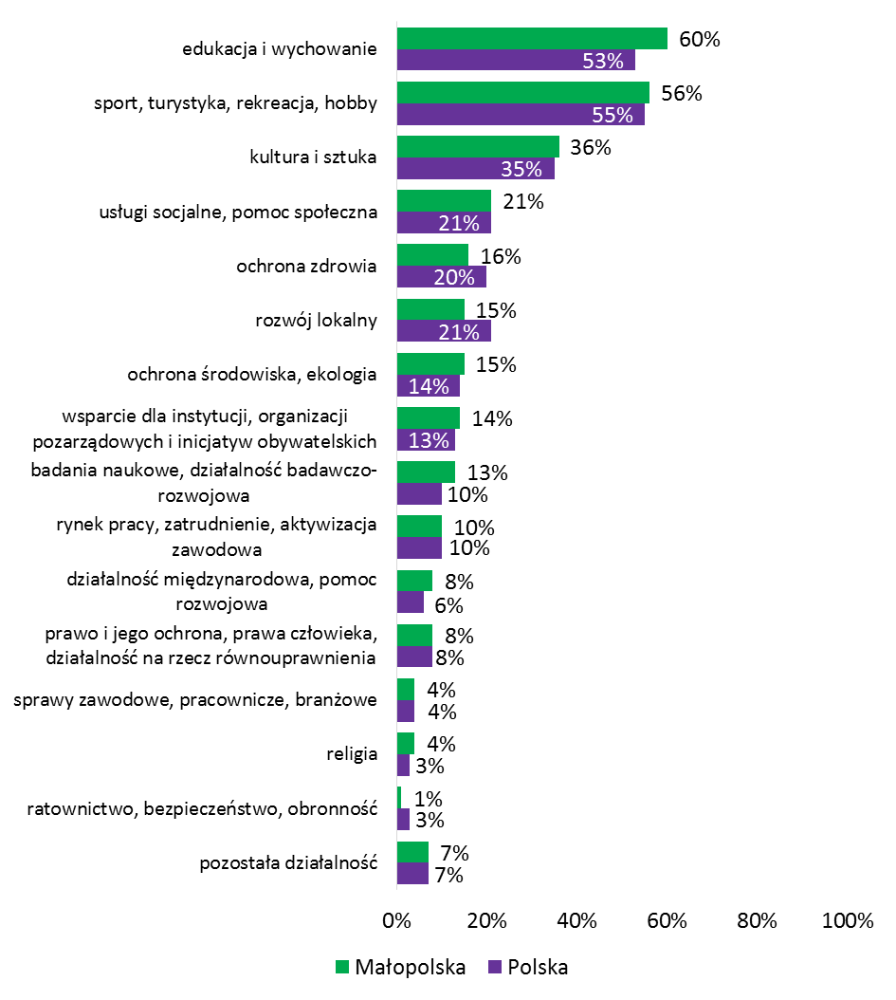 edukacja i wychowanie
60%
53%
sport, turystyka, rekreacja, hobby
56%
55%
kultura i sztuka
36%
35%
usługi socjalne, pomoc społeczna
21%
21%
ochrona zdrowia
16%
20%
rozwój lokalny
15%
21%
ochrona środowiska, ekologia
15%
14%
wsparcie dla instytucji, organizacji
pozarządowych i inicjatyw obywatelskich
14%
13%
badania naukowe, działalność badawczo-
rozwojowa
13%
10%
rynek pracy, zatrudnienie, aktywizacja
zawodowa
10%
10%
działalność międzynarodowa, pomoc
rozwojowa
8%
6%
prawo i jego ochrona, prawa człowieka,
działalność na rzecz równouprawnienia
8%
8%
sprawy zawodowe, pracownicze, branżowe
4%
4%
religia
4%
3%
ratownictwo, bezpieczeństwo, obronność
1%
3%
pozostała działalność
7%
7%
0% 20% 40% 60% 80% 100%
Małopolska Polska